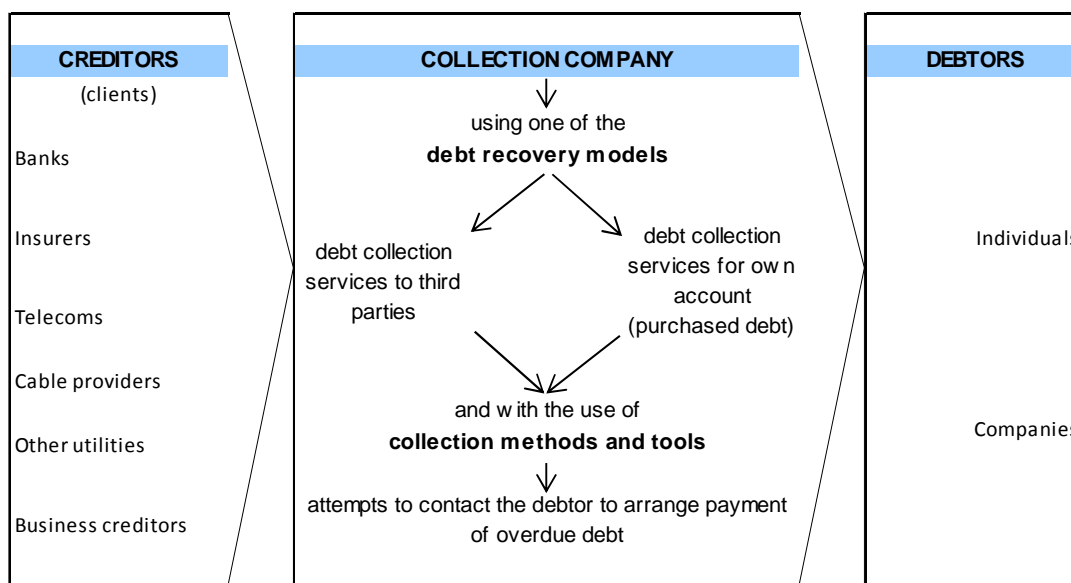 CREDITORS
(clients)
Banks
Insurers
Telecoms
Cable providers
Other utilities
Business creditors
COLLECTION COMPANY
using one of the
debt recovery models
debt collection
services to third
parties
debt collection
services for own
account
(purchased debt)
and with the use of
collection methods and tools
attempts to contact the debtor to arrange payment
of overdue debt
DEBTORS
Individuals
Companies